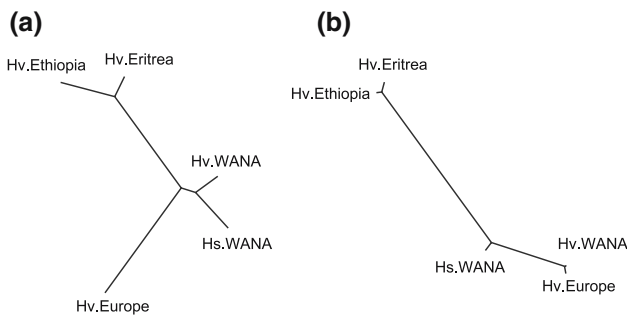 (a)
Hv.Ethiopia
Hv.Eritrea
Hv.WANA
Hs.WANA
Hv.Europe
(b)
Hv.Eritrea
Hv.Ethiopia
Hv.WANA
Hs.WANA
Hv.Europe